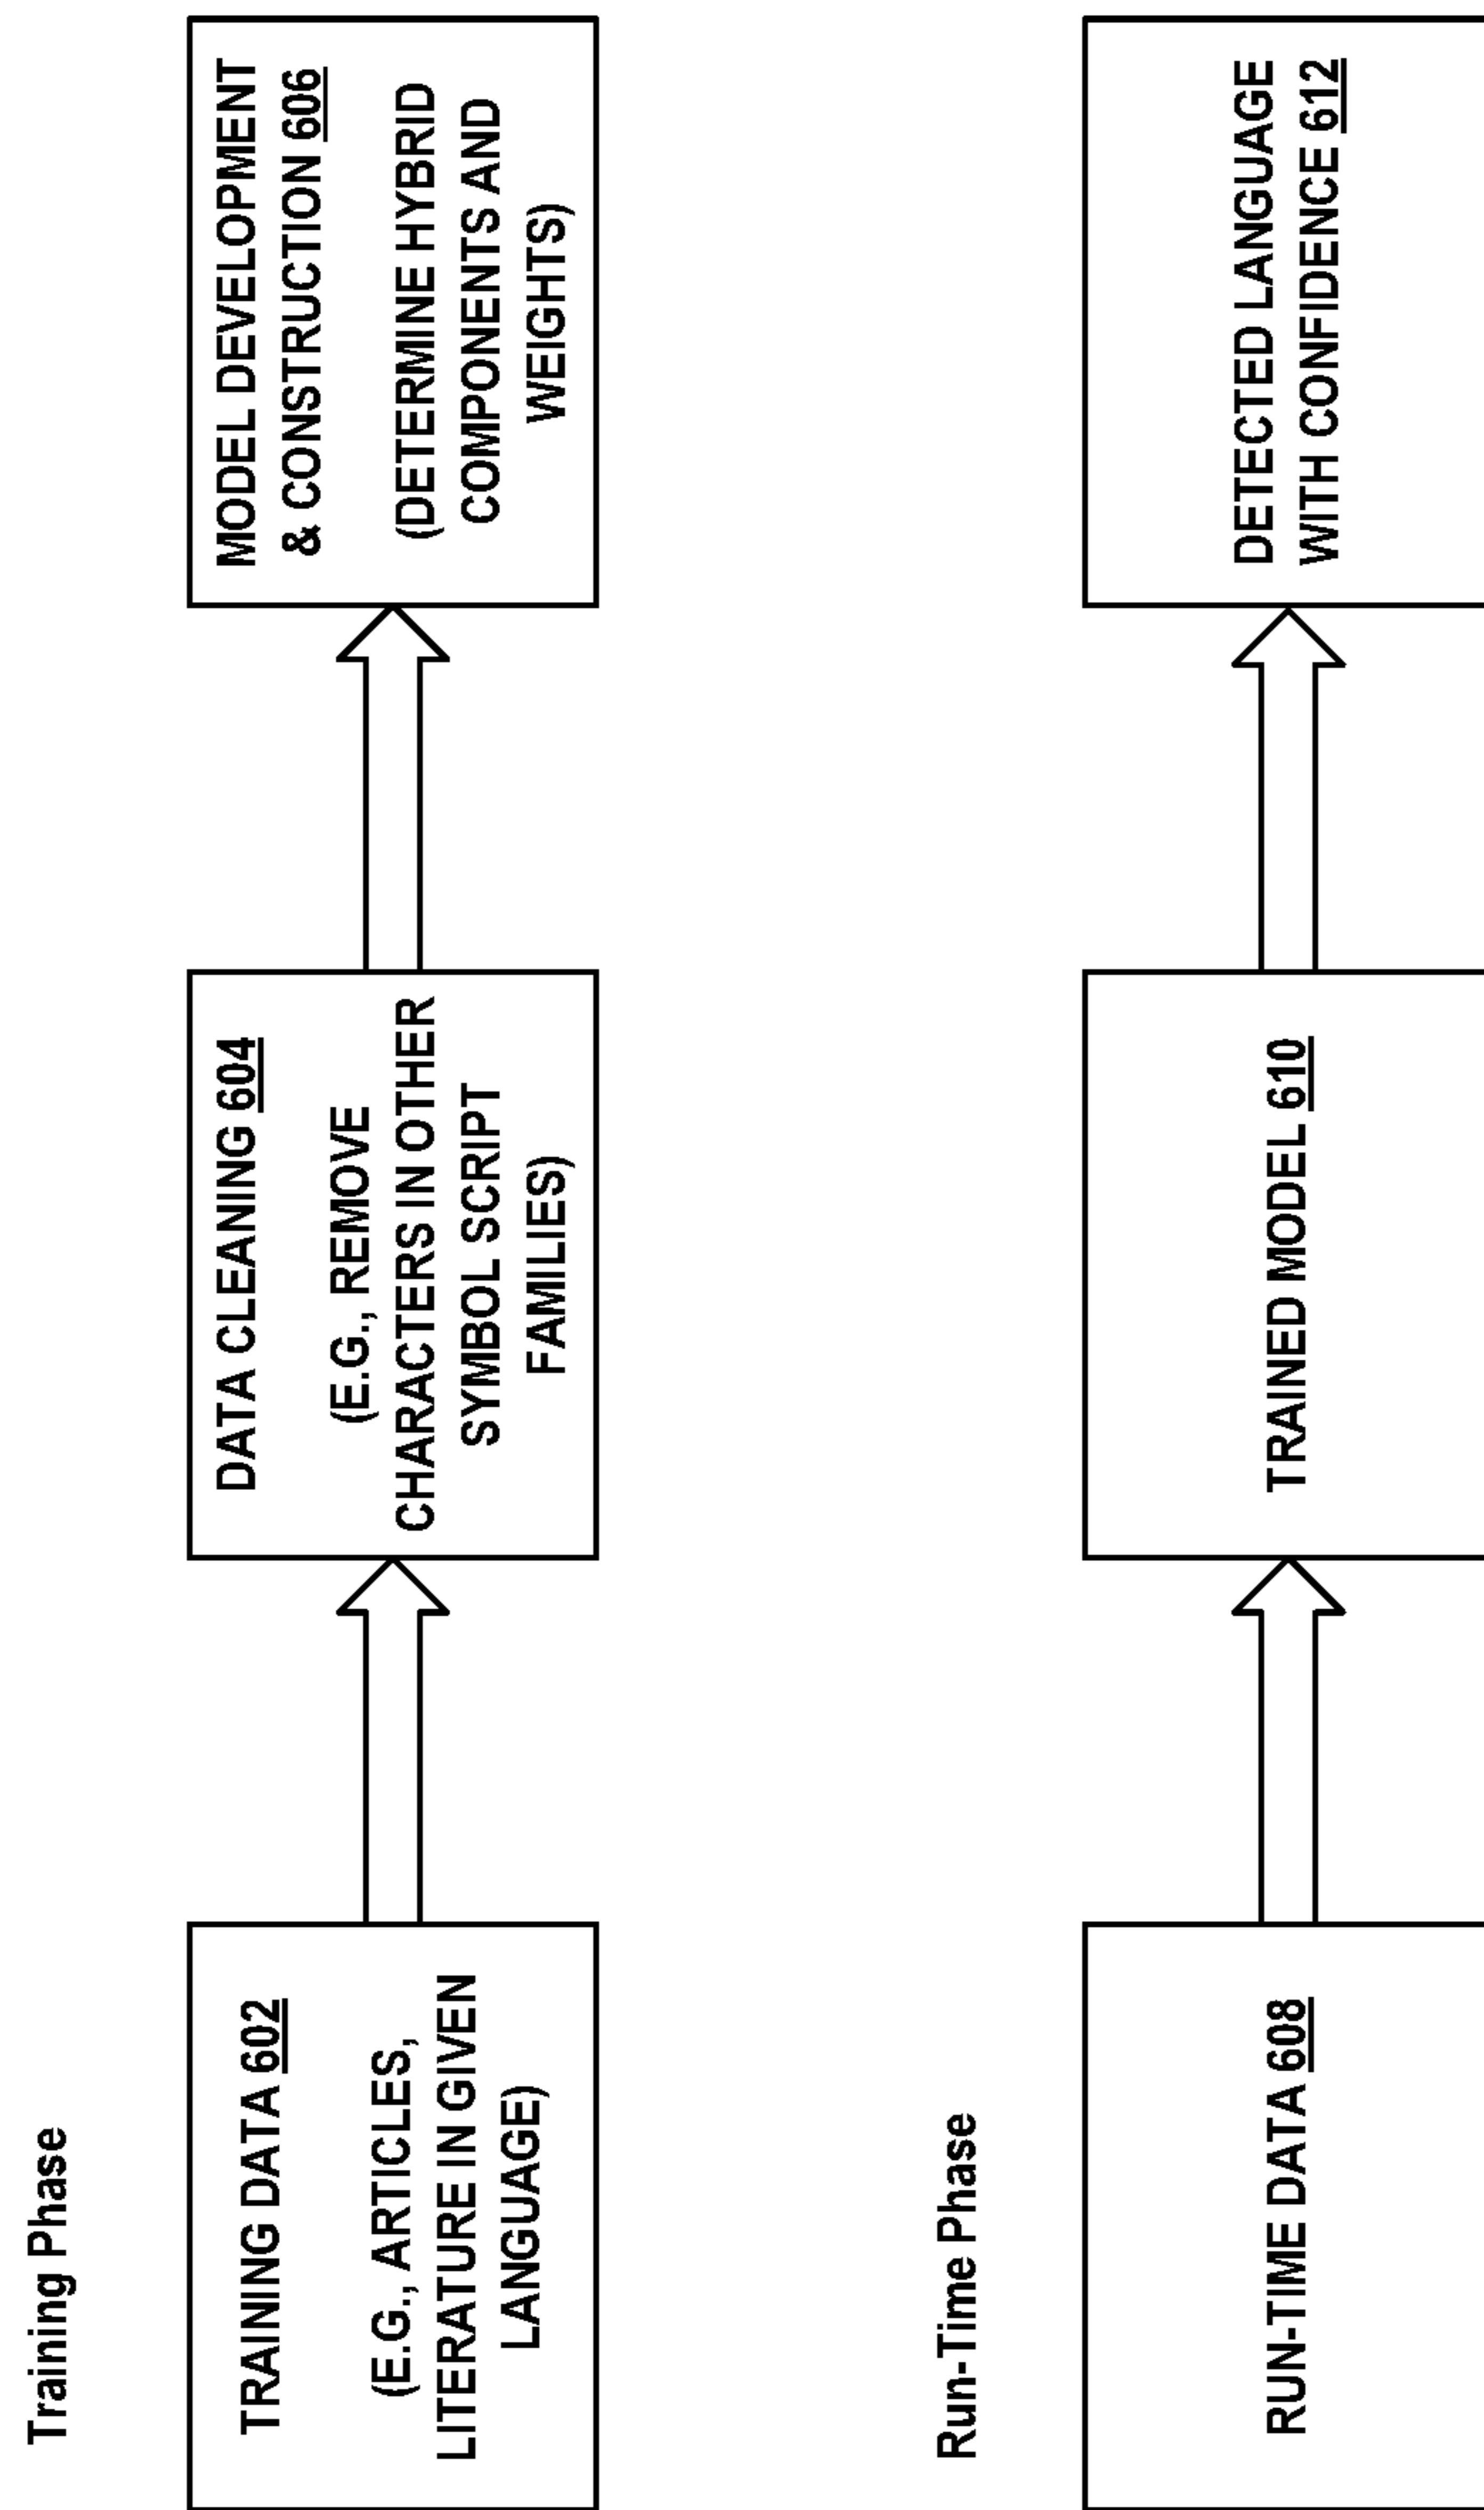 Training Phase
TRAINING DATA 602
(E.G., ARTICLES,
LITERATURE IN GIVEN
LANGUAGE)
DATA CLEANING 604
(E.G., REMOVE
CHARACTERS IN OTHER
SYMBOL SCRIPT
FAMILIES)
MODEL DEVELOPMENT
& CONSTRUCTION 606
(DETERMINE HYBRID
COMPONENTS AND
WEIGHTS)
Run-Time Phase
RUN-TIME DATA 608
TRAINED MODEL 610
DETECTED LANGUAGE
WITH CONFIDENCE 612